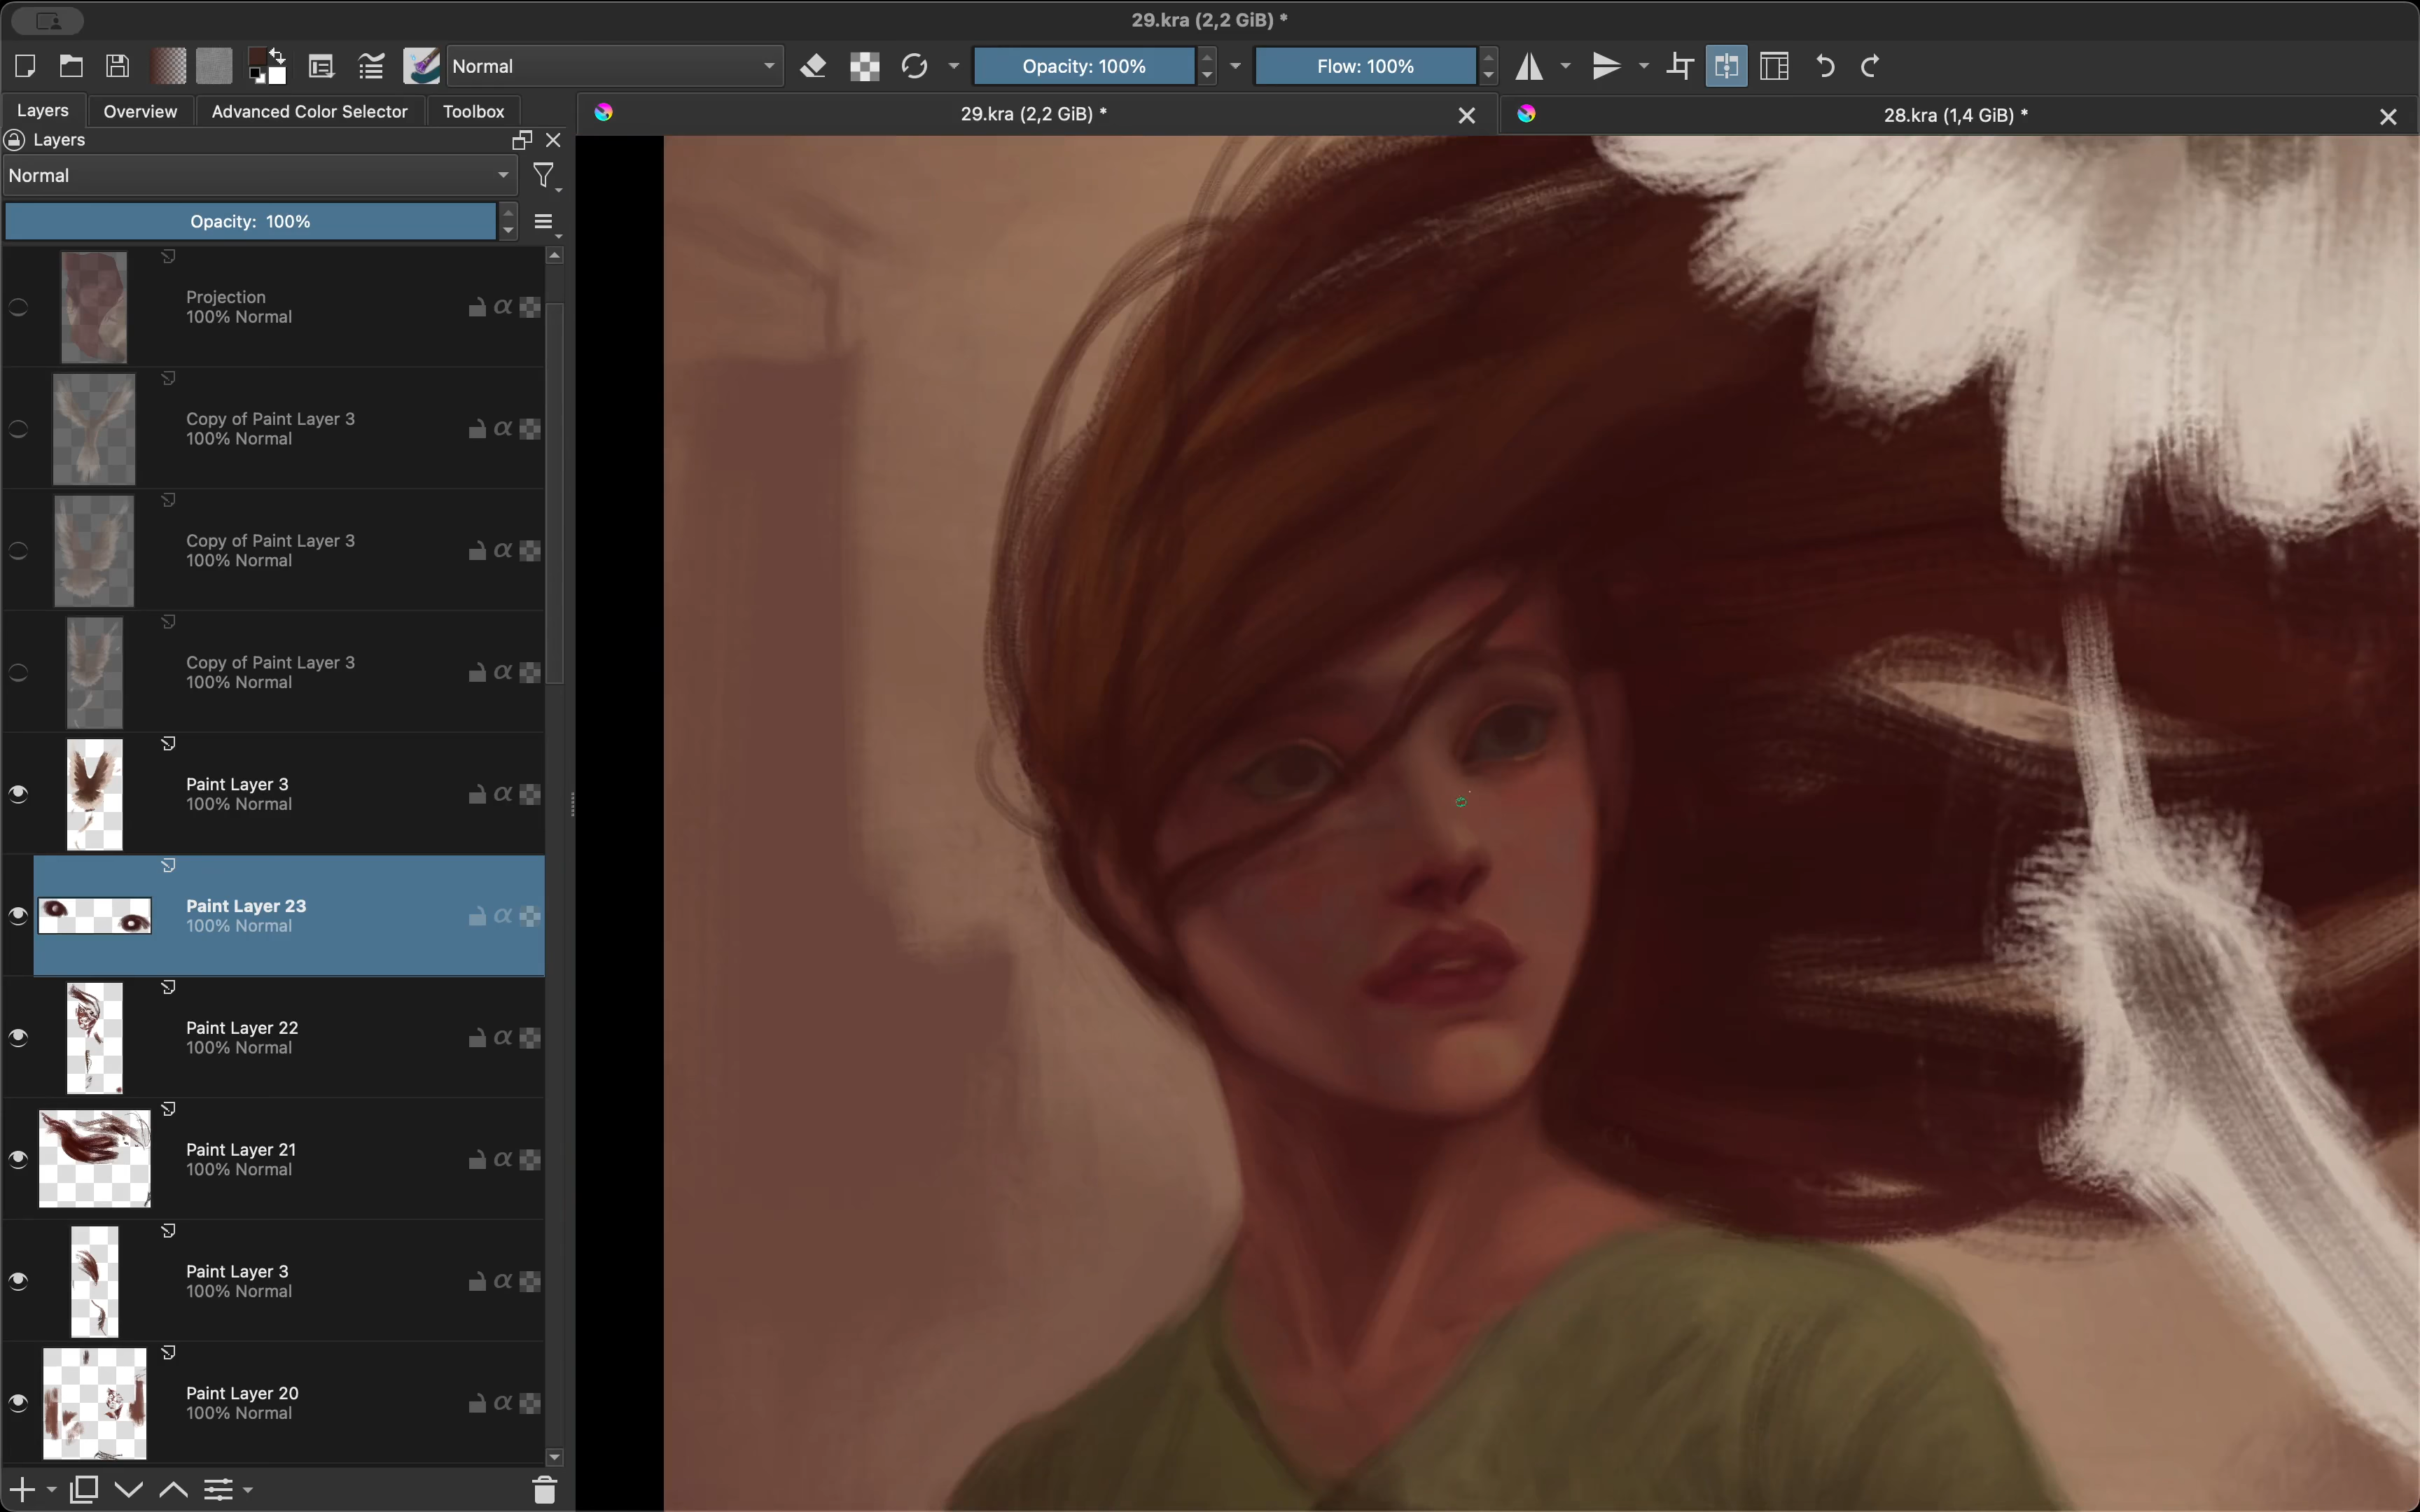 29.kra (2,2 GiB) *
Normal
Opacity: 100%
Flow: 100%
Layers
Overview
Advanced Color Selector
Toolbox
29.kra (2,2 GiB) *
28.kra (1,4 GiB) *
Layers
Normal
Opacity: 100%
Projection
100% Normal
Copy of Paint Layer 3
100% Normal
Copy of Paint Layer 3
100% Normal
Copy of Paint Layer 3
100% Normal
Paint Layer 3
100% Normal
Paint Layer 23
100% Normal
Paint Layer 22
100% Normal
Paint Layer 21
100% Normal
Paint Layer 3
100% Normal
Paint Layer 20
100% Normal